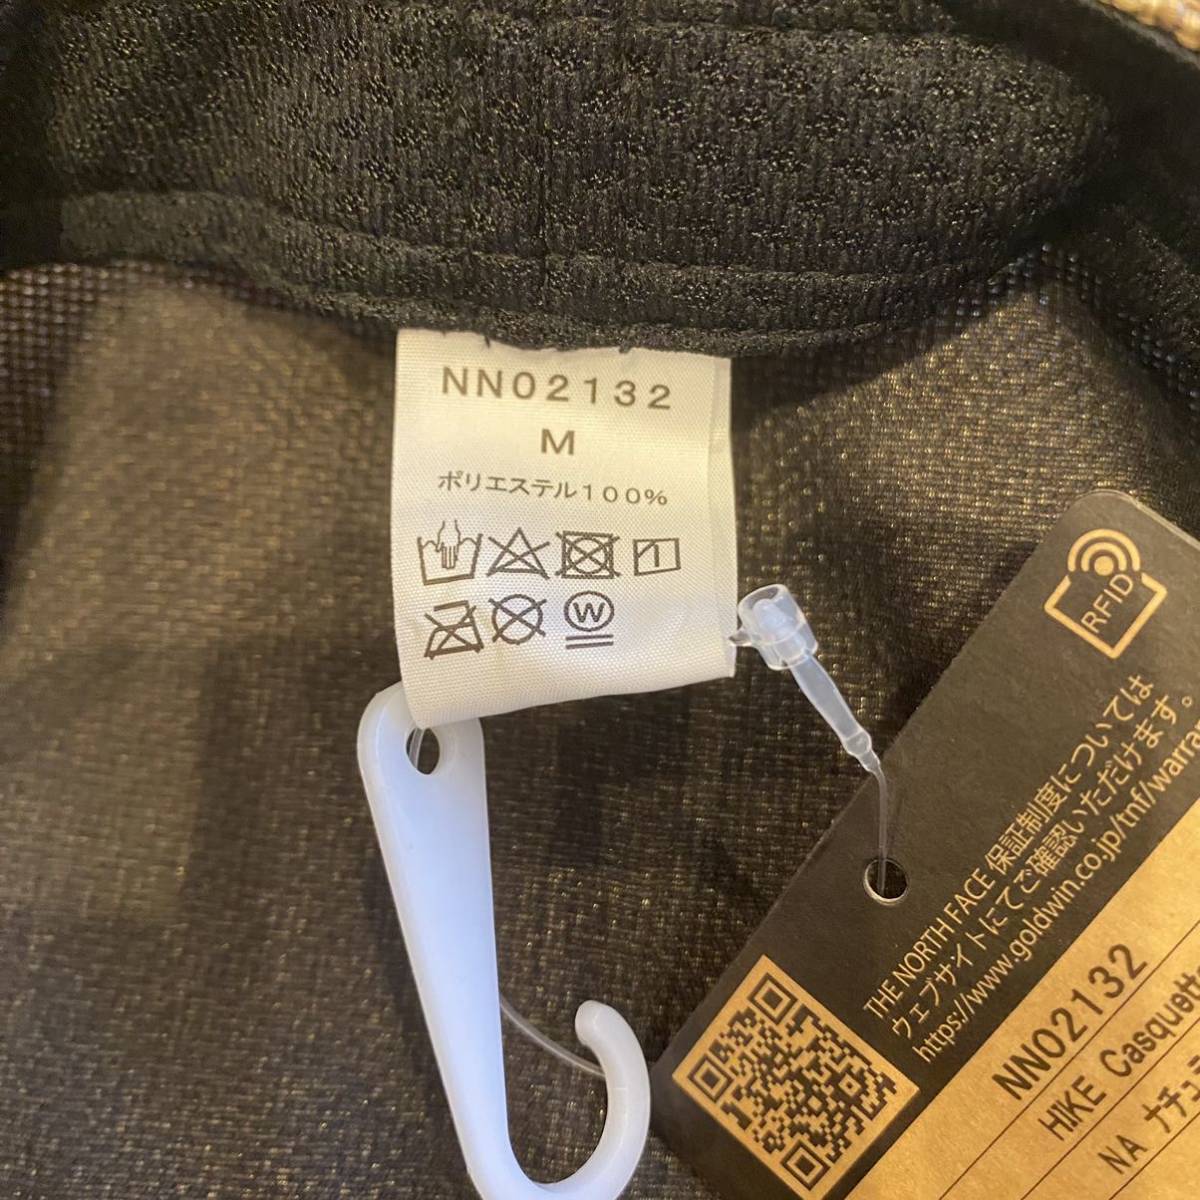 NN02132
M
ポリエステル100%
1
W
RFID
THE NORTH FACE 保証制度については
ウェブサイトにてご確認いただけます。
https://www.goldwin.co.jp/tnf/warra
NN02132
HIKE Casquett
NA ナチュ